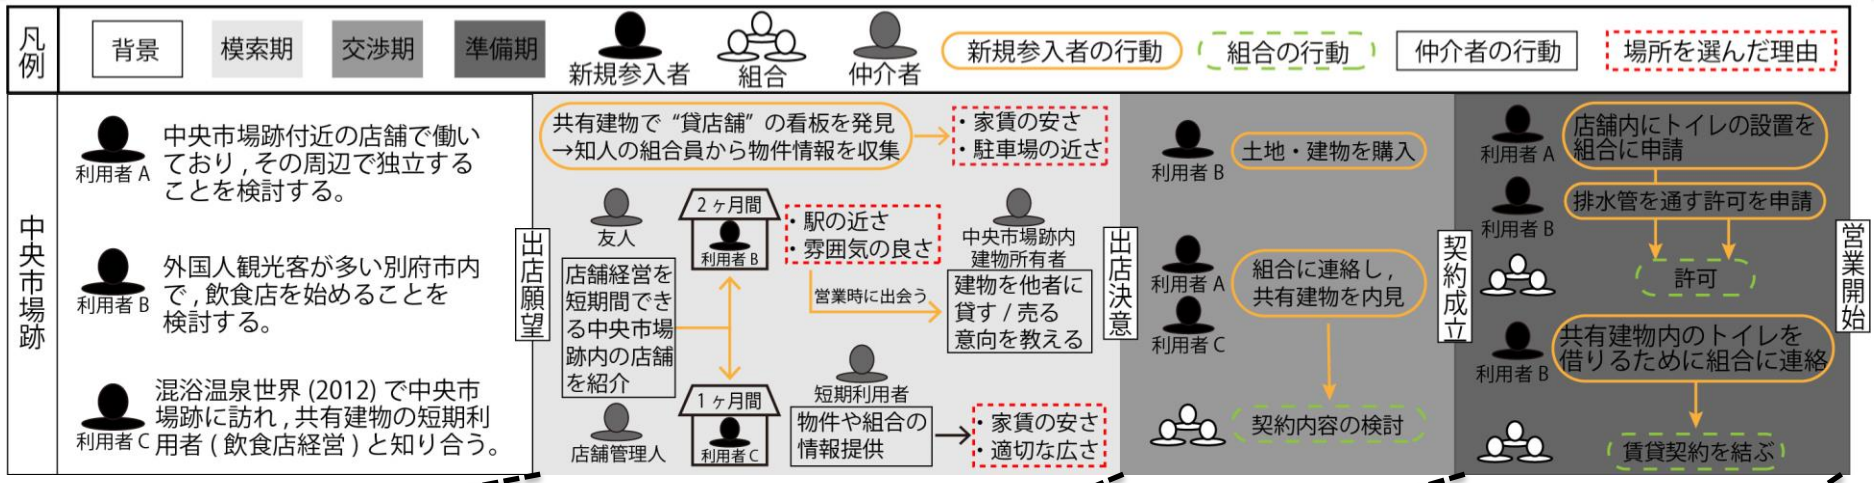 凡例
背景
模索期
交渉期
準備期
新規参入者
組合
仲介者
新規参入者の行動
組合の行動
仲介者の行動
場所を選んだ理由
中央市場跡
利用者 A
中央市場跡付近の店舗で働い
ており , その周辺で独立する
ことを検討する。
利用者 B
外国人観光客が多い別府市内
で , 飲食店を始めることを
検討する。
利用者 C
混浴温泉世界 (2012) で中央市
場跡に訪れ , 共有建物の短期利
用者 ( 飲食店経営 ) と知り合う。
出店願望
共有建物で “貸店舗” の看板を発見
→知人の組合員から物件情報を収集
・家賃の安さ
・駐車場の近さ
友人
店舗経営を
短期間でき
る中央市場
跡内の店舗
を紹介
店舗管理人
2 ヶ月間
利用者 B
・駅の近さ
・雰囲気の良さ
営業時に出会う
中央市場跡内
建物所有者
建物を他者に
貸す / 売る
意向を教える
1 ヶ月間
利用者 C
短期利用者
物件や組合の
情報提供
・家賃の安さ
・適切な広さ
出店決意
利用者 B
土地・建物を購入
利用者 A
利用者 C
組合に連絡し ,
共有建物を内見
契約内容の検討
契約成立
利用者 A
店舗内にトイレの設置を
組合に申請
利用者 B
排水管を通す許可を申請
許可
利用者 B
共有建物内のトイレを
借りるために組合に連絡
賃貸契約を結ぶ
営業開始